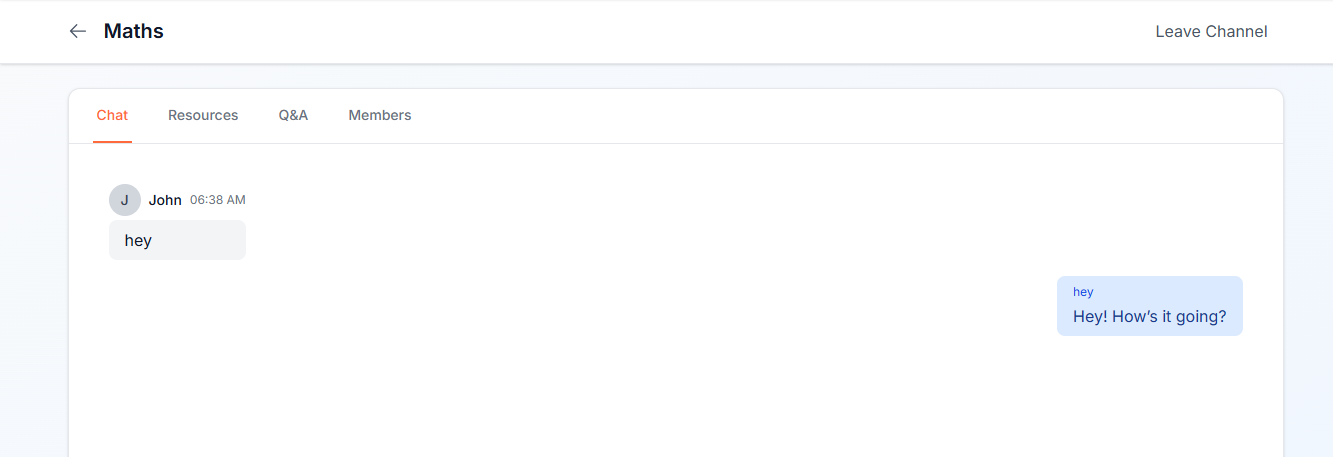 Maths
Leave Channel
Chat Resources Q&A Members
J John 06:38 AM
hey
hey
Hey! How’s it going?